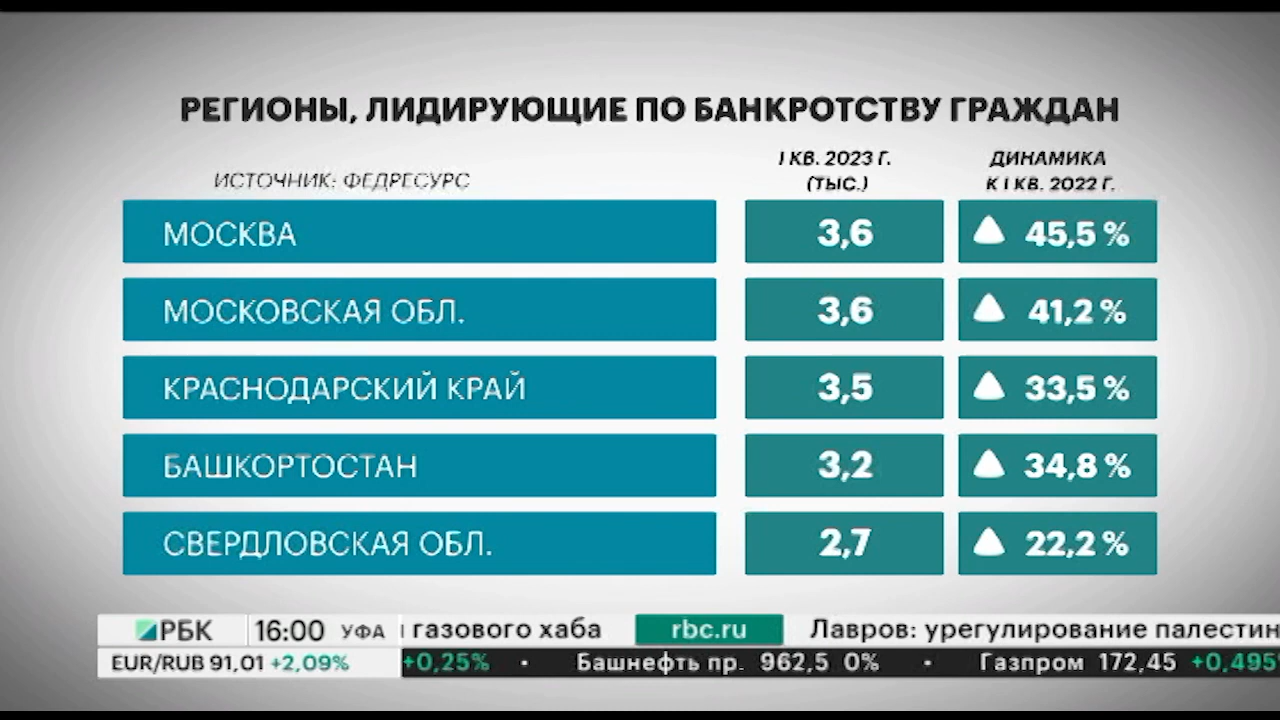 РЕГИОНЫ, ЛИДИРУЮЩИЕ ПО БАНКРОТСТВУ ГРАЖДАН
ИСТОЧНИК: ФЕДРЕСУРС
I КВ. 2023 Г.
(ТЫС.)
ДИНАМИКА
К I КВ. 2022 Г.
МОСКВА 3,6 45,5 %
МОСКОВСКАЯ ОБЛ. 3,6 41,2 %
КРАСНОДАРСКИЙ КРАЙ 3,5 33,5 %
БАШКОРТОСТАН 3,2 34,8 %
СВЕРДЛОВСКАЯ ОБЛ. 2,7 22,2 %
РБК 16:00 УФА газового хаба rbc.ru Лавров: урегулирование палестин
EUR/RUB 91,01 +2,09% +0,25% • Башнефть пр. 962,5 0% • Газпром 172,45 +0,495